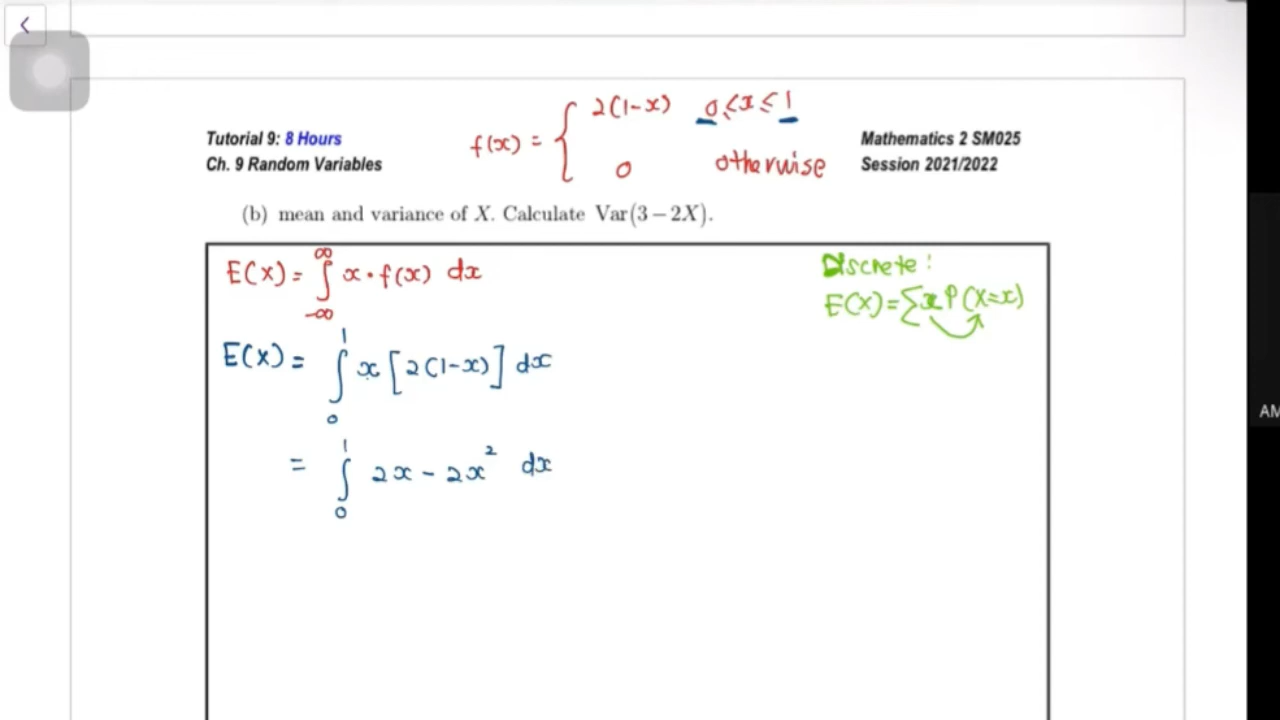 f(x) = { 2(1-x) 0≤x≤1
0 otherwise
Tutorial 9: 8 Hours
Ch. 9 Random Variables
Mathematics 2 SM025
Session 2021/2022
(b) mean and variance of X. Calculate Var(3-2X).
E(X) = ∫_{-∞}^{∞} x·f(x) dx
Discrete:
E(X)=∑xP(X=x)
E(X) = ∫_0^1 x[2(1-x)] dx
= ∫_0^1 2x - 2x² dx
AM